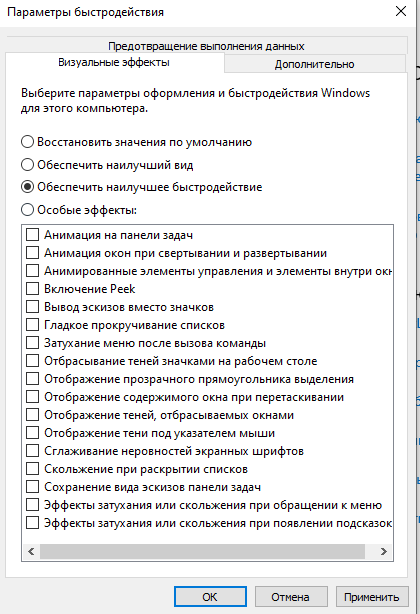 Параметры быстродействия
Предотвращение выполнения данных
Визуальные эффекты
Дополнительно
Выберите параметры оформления и быстродействия Windows
для этого компьютера.
Восстановить значения по умолчанию
Обеспечить наилучший вид
Обеспечить наилучшее быстродействие
Особые эффекты:
Анимация на панели задач
Анимация окон при свертывании и развертывании
Анимированные элементы управления и элементы внутри окн
Включение Peek
Вывод эскизов вместо значков
Гладкое прокручивание списков
Затухание меню после вызова команды
Отбрасывание теней значками на рабочем столе
Отображение прозрачного прямоугольника выделения
Отображение содержимого окна при перетаскивании
Отображение теней, отбрасываемых окнами
Отображение тени под указателем мыши
Сглаживание неровностей экранных шрифтов
Скольжение при раскрытии списков
Сохранение вида эскизов панели задач
Эффекты затухания или скольжения при обращении к меню
Эффекты затухания или скольжения при появлении подсказок
ОК
Отмена
Применить